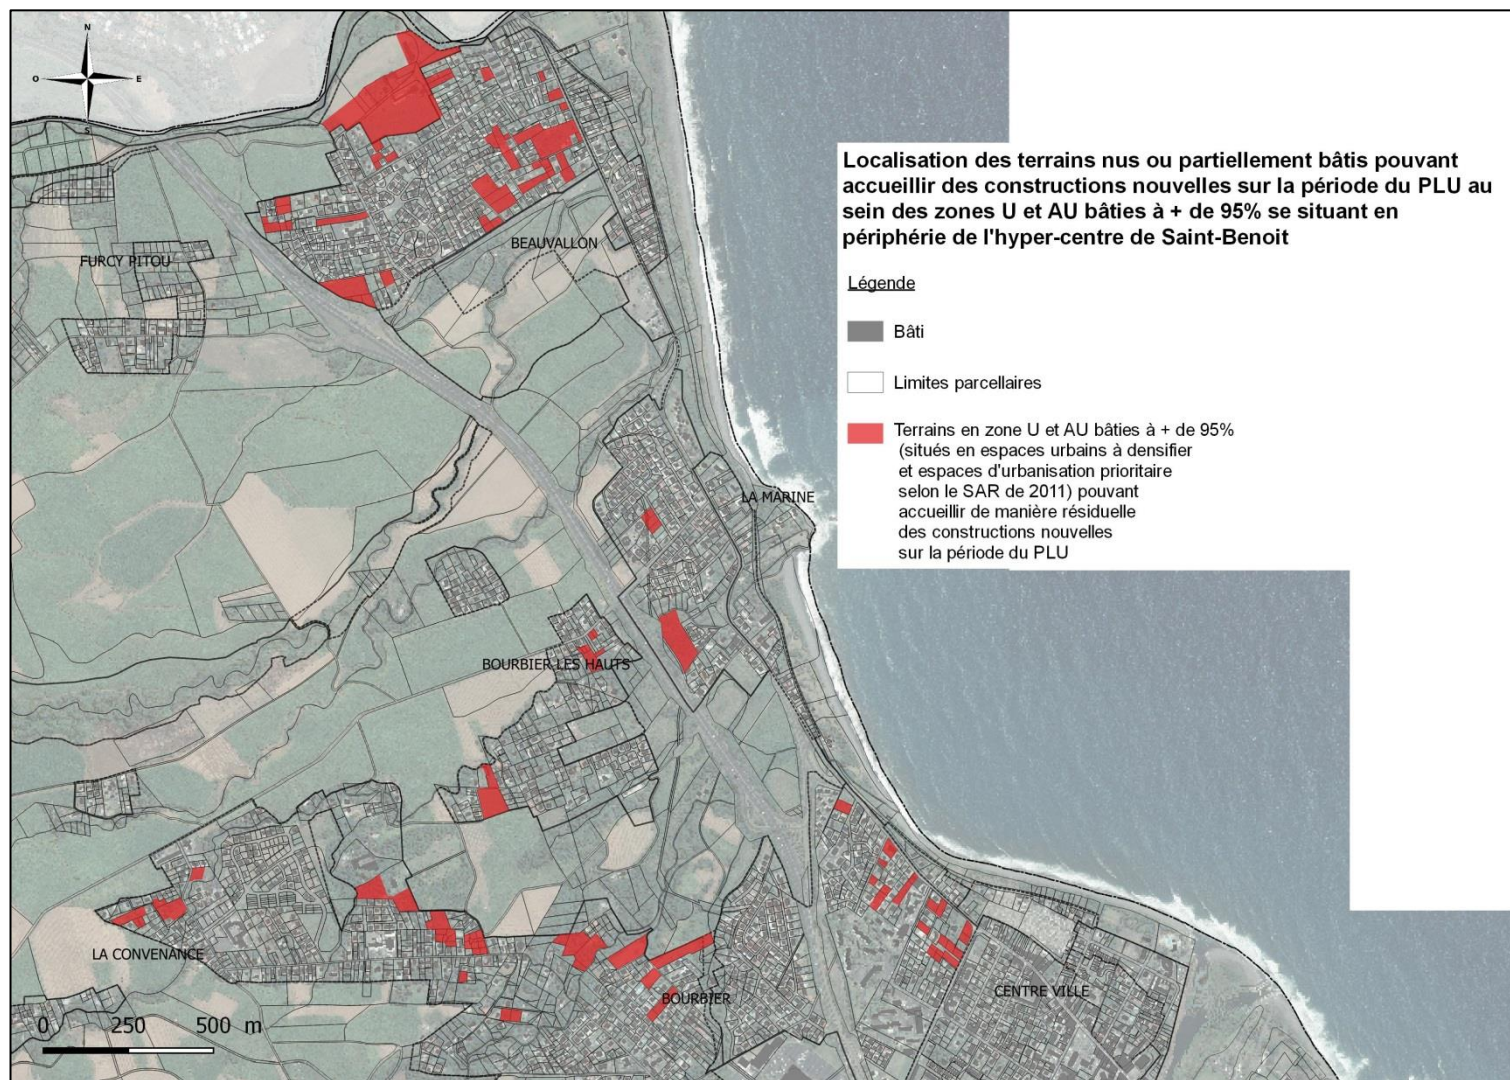 N
O
E
S
Localisation des terrains nus ou partiellement bâtis pouvant
accueillir des constructions nouvelles sur la période du PLU au
sein des zones U et AU bâties à + de 95% se situant en
périphérie de l'hyper-centre de Saint-Benoit
Légende
Bâti
Limites parcellaires
Terrains en zone U et AU bâties à + de 95%
(situés en espaces urbains à densifier
et espaces d'urbanisation prioritaire
selon le SAR de 2011) pouvant
accueillir de manière résiduelle
des constructions nouvelles
sur la période du PLU
BEAUVALLON
FURCY PITOU
LA MARINE
BOURBIER LES HAUTS
LA CONVENANCE
BOURBIER
CENTRE VILLE
0 250 500 m